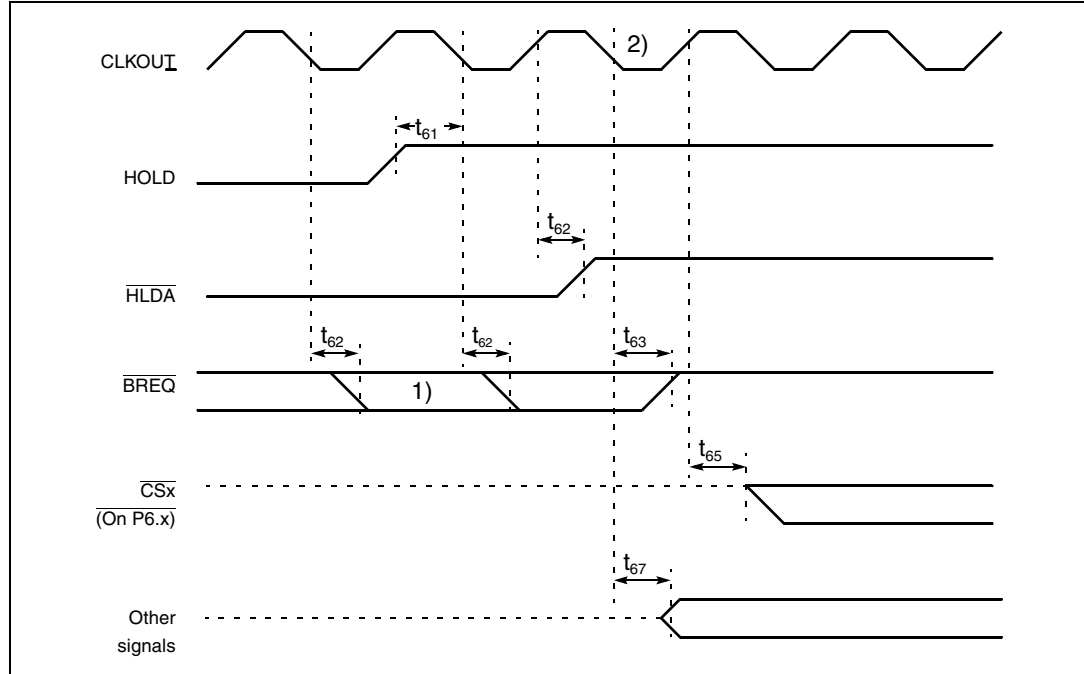 CLKOUT
2)
t61
HOLD
t62
HLDA
t62
t62
t63
BREQ
1)
t65
CSx
(On P6.x)
t67
Other
signals